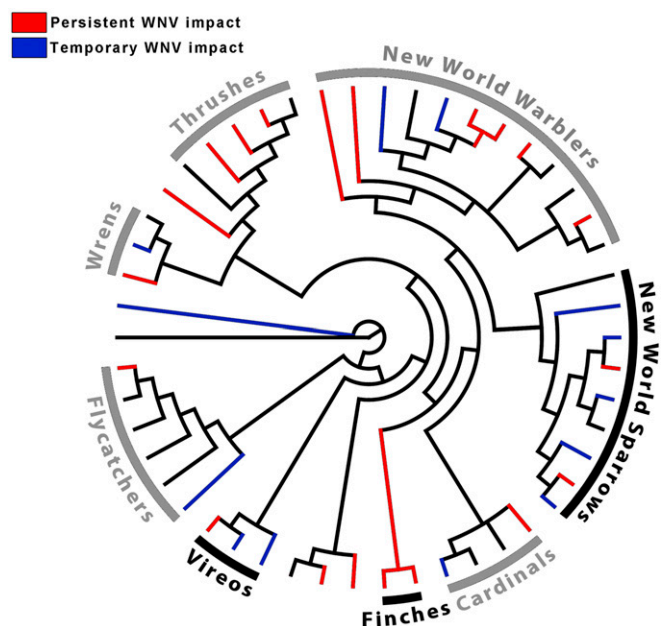 Persistent WNV impact
Temporary WNV impact
New World Warblers
Thrushes
Wrens
New World Sparrows
Flycatchers
Vireos
Finches
Cardinals